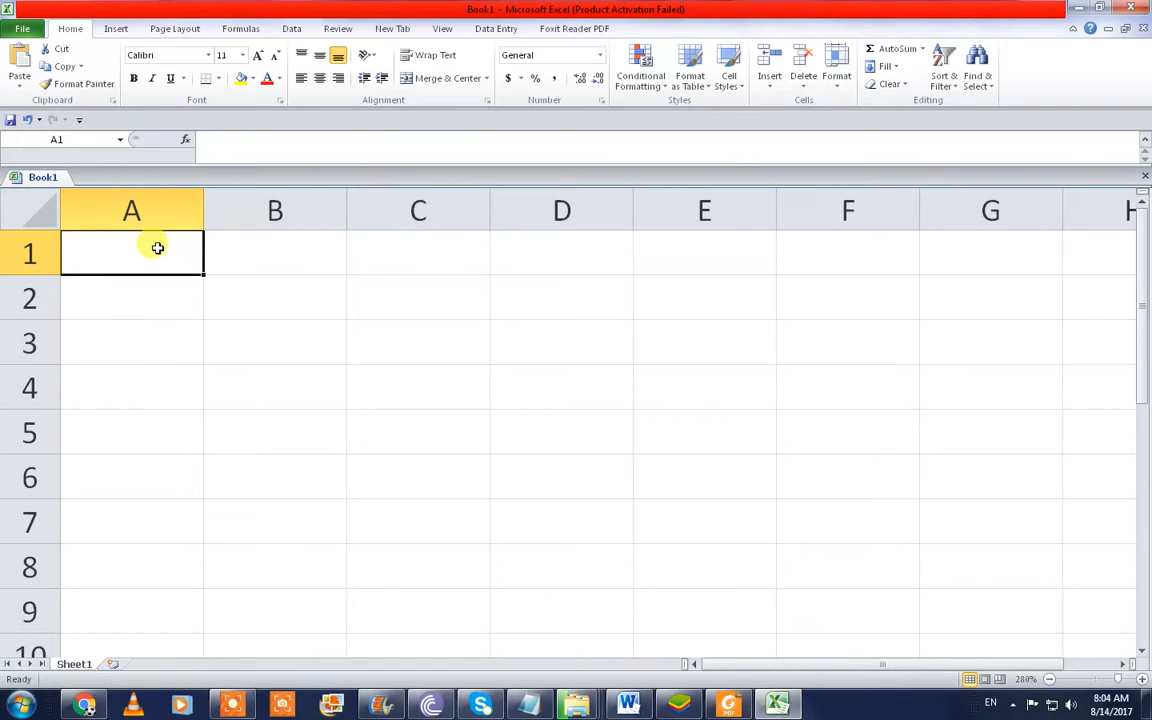 Book1 - Microsoft Excel (Product Activation Failed)
File Home Insert Page Layout Formulas Data Review New Tab View Data Entry Foxit Reader PDF
Paste
Cut
Copy
Format Painter
Clipboard
Calibri 11
B I U
Font
Wrap Text
Merge & Center
Alignment
General
$ % ,
Number
Conditional Formatting
Format as Table
Cell Styles
Styles
Insert Delete Format
Cells
AutoSum
Fill
Clear
Sort & Filter
Find & Select
Editing
A1 fx
Book1
A B C D E F G H
1
2
3
4
5
6
7
8
9
10
Sheet1
Ready 280%
EN 8:04 AM
8/14/2017